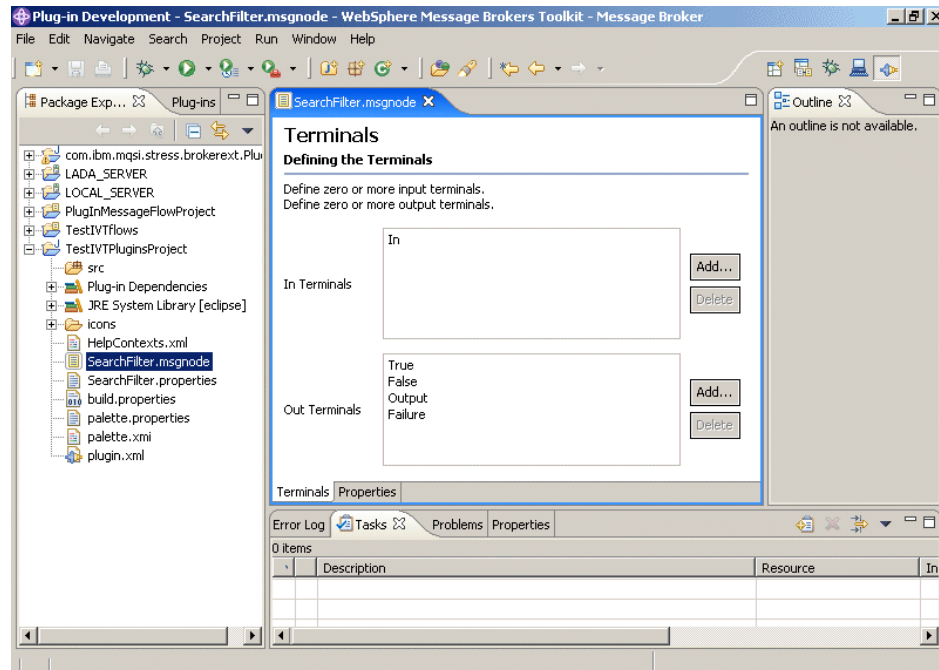 Plug-in Development - SearchFilter.msgnode - WebSphere Message Brokers Toolkit - Message Broker
File Edit Navigate Search Project Run Window Help
Package Exp... Plug-ins
com.ibm.mqsi.stress.brokerext.Plu
LADA_SERVER
LOCAL_SERVER
PlugInMessageFlowProject
TestIVTflows
TestIVTPluginsProject
src
Plug-in Dependencies
JRE System Library [eclipse]
icons
HelpContexts.xml
SearchFilter.msgnode
SearchFilter.properties
build.properties
palette.properties
palette.xmi
plugin.xml
SearchFilter.msgnode
Terminals
Defining the Terminals
Define zero or more input terminals.
Define zero or more output terminals.
In Terminals
In
Add...
Delete
Out Terminals
True
False
Output
Failure
Add...
Delete
Terminals Properties
Outline
An outline is not available.
Error Log Tasks Problems Properties
0 items
Description Resource In